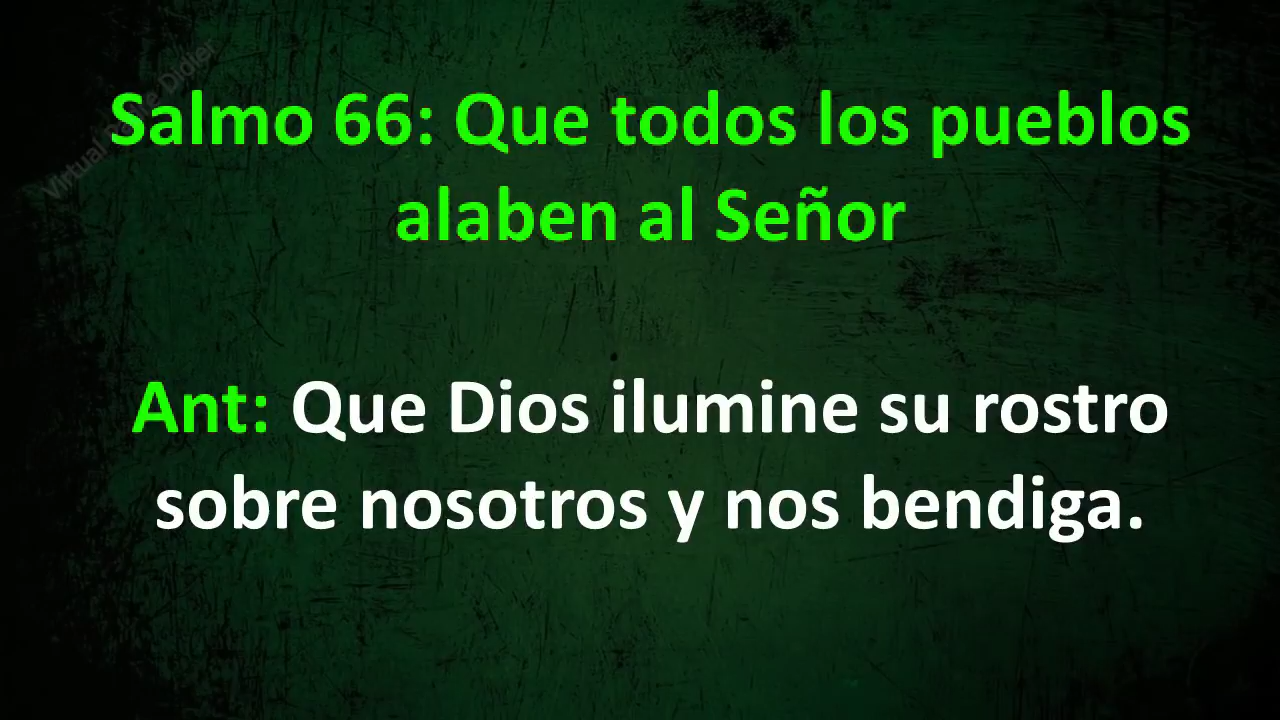 Salmo 66: Que todos los pueblos
alaben al Señor
Ant: Que Dios ilumine su rostro
sobre nosotros y nos bendiga.